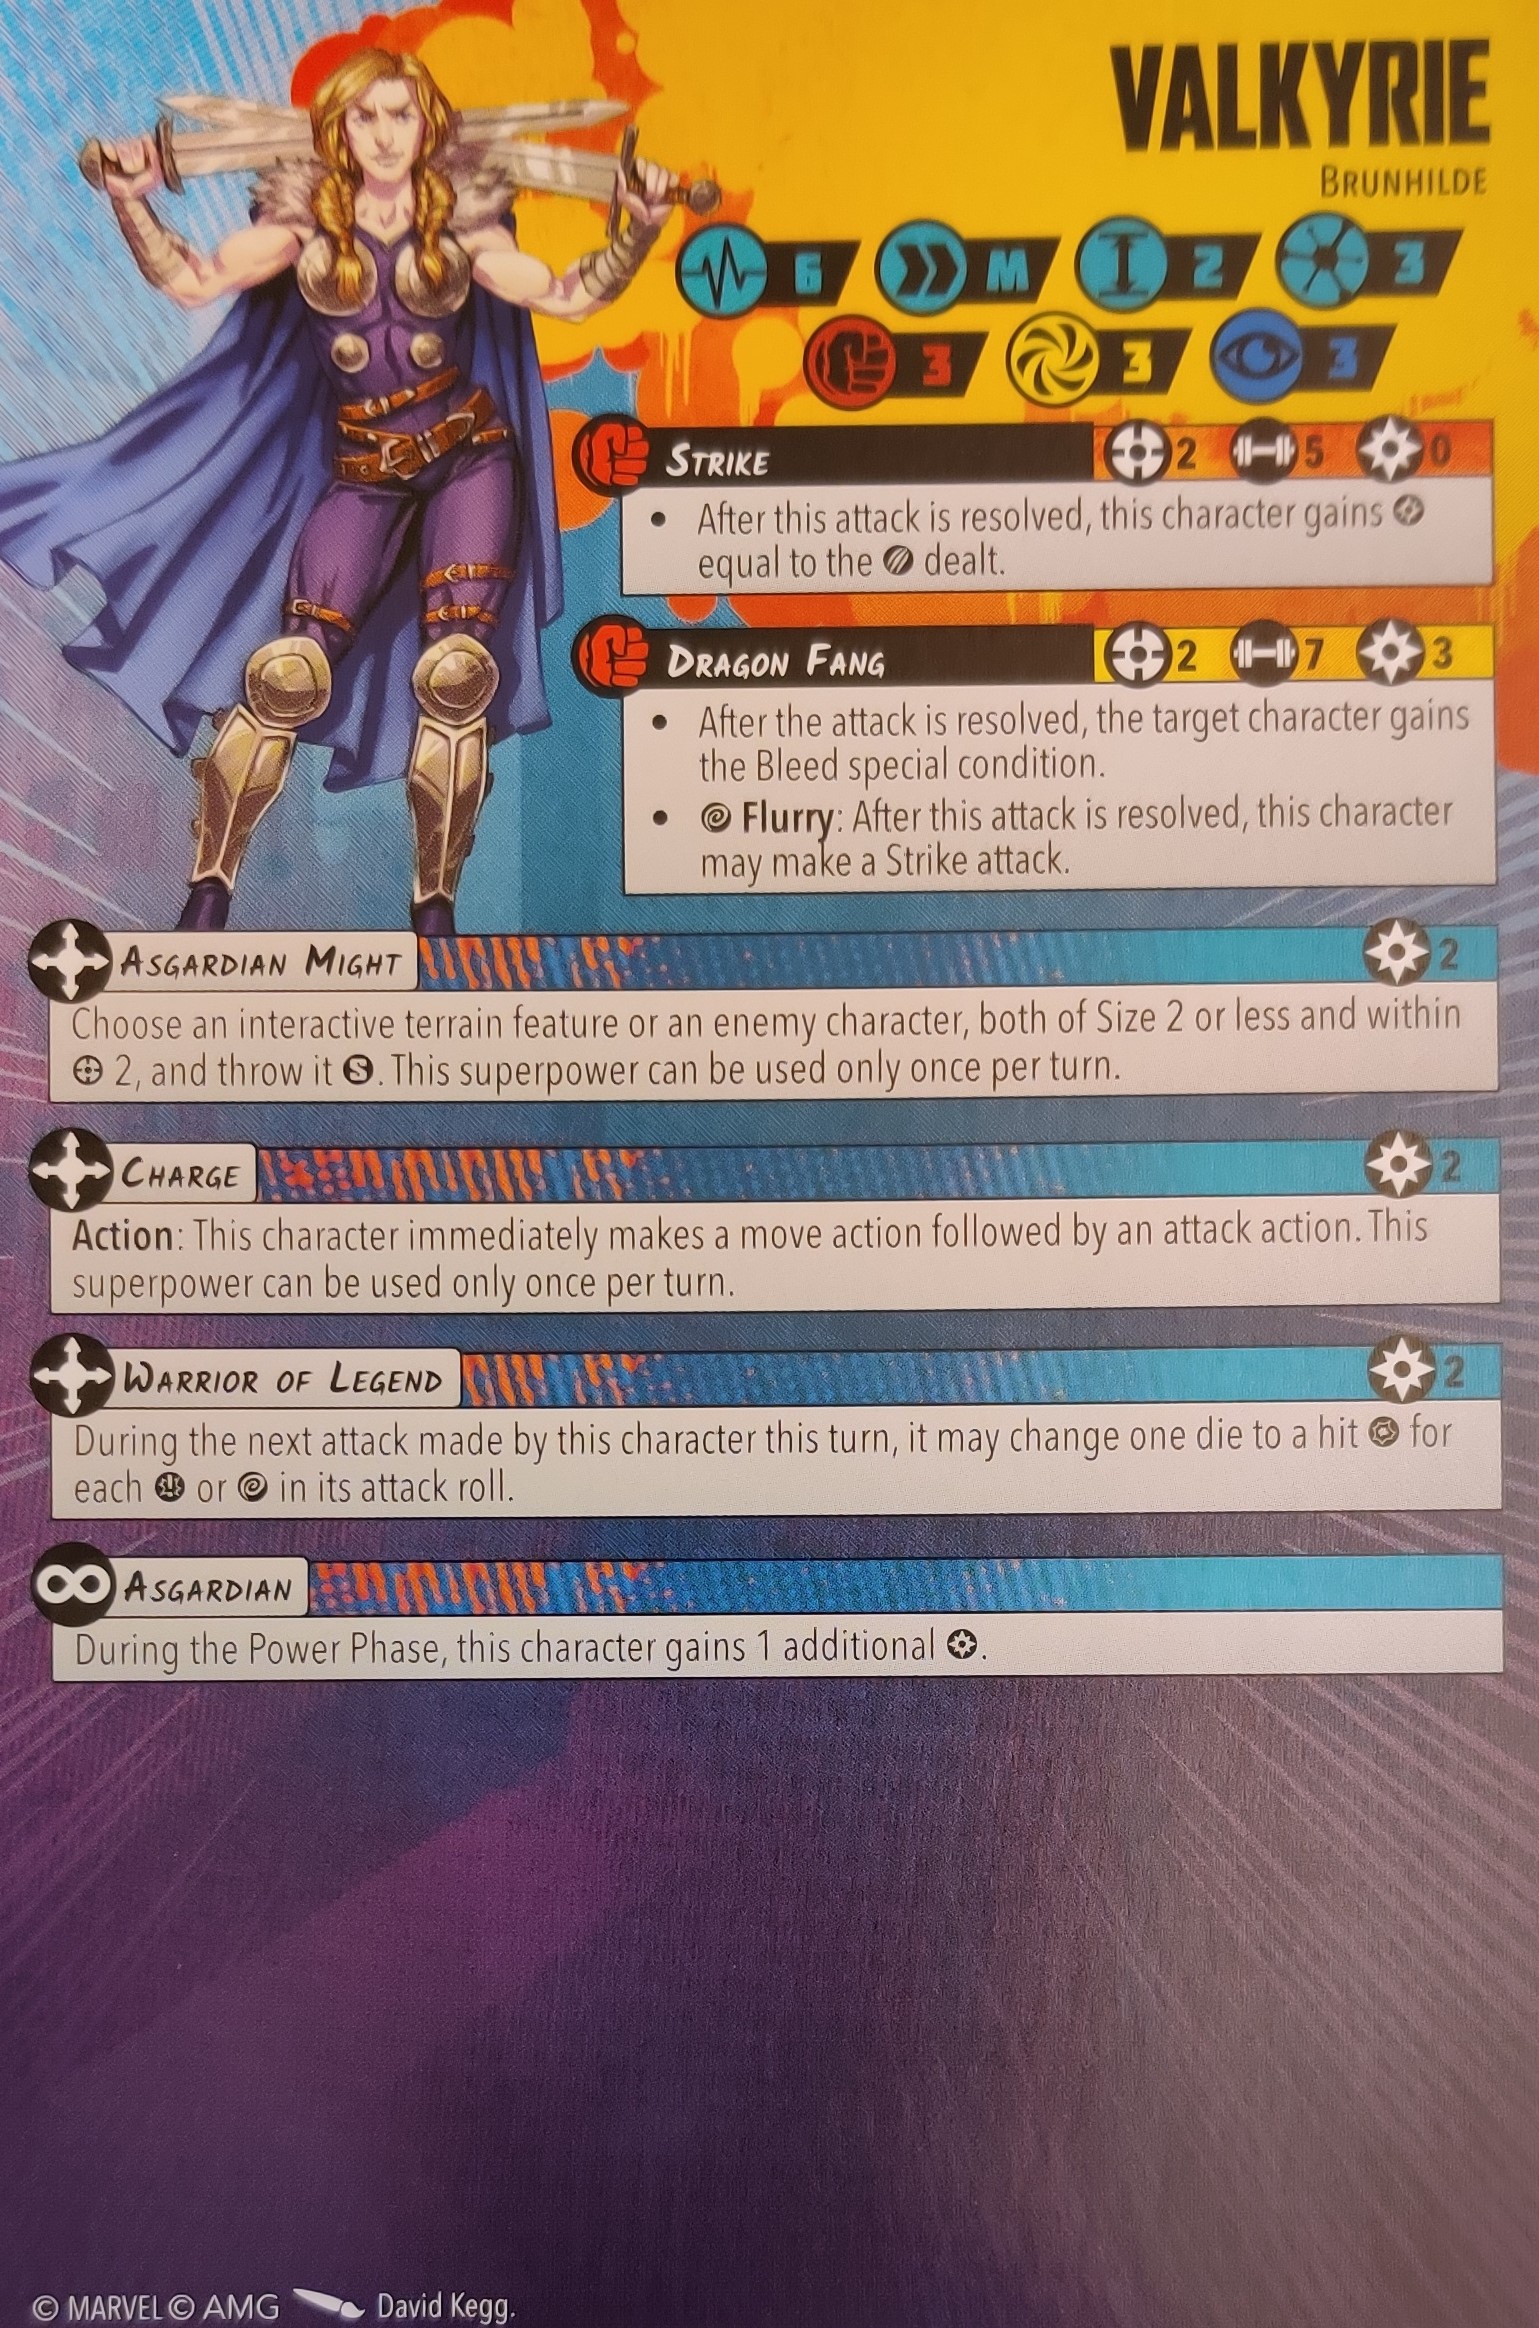 VALKYRIE
BRUNHILDE
6 M 2 3
3 3 3
STRIKE 2 5 0
• After this attack is resolved, this character gains
equal to the dealt.
DRAGON FANG 2 7 3
• After the attack is resolved, the target character gains
the Bleed special condition.
• Flurry: After this attack is resolved, this character
may make a Strike attack.
ASGARDIAN MIGHT 2
Choose an interactive terrain feature or an enemy character, both of Size 2 or less and within
2, and throw it S. This superpower can be used only once per turn.
CHARGE 2
Action: This character immediately makes a move action followed by an attack action. This
superpower can be used only once per turn.
WARRIOR OF LEGEND 2
During the next attack made by this character this turn, it may change one die to a hit for
each or in its attack roll.
ASGARDIAN
During the Power Phase, this character gains 1 additional .
© MARVEL © AMG David Kegg.